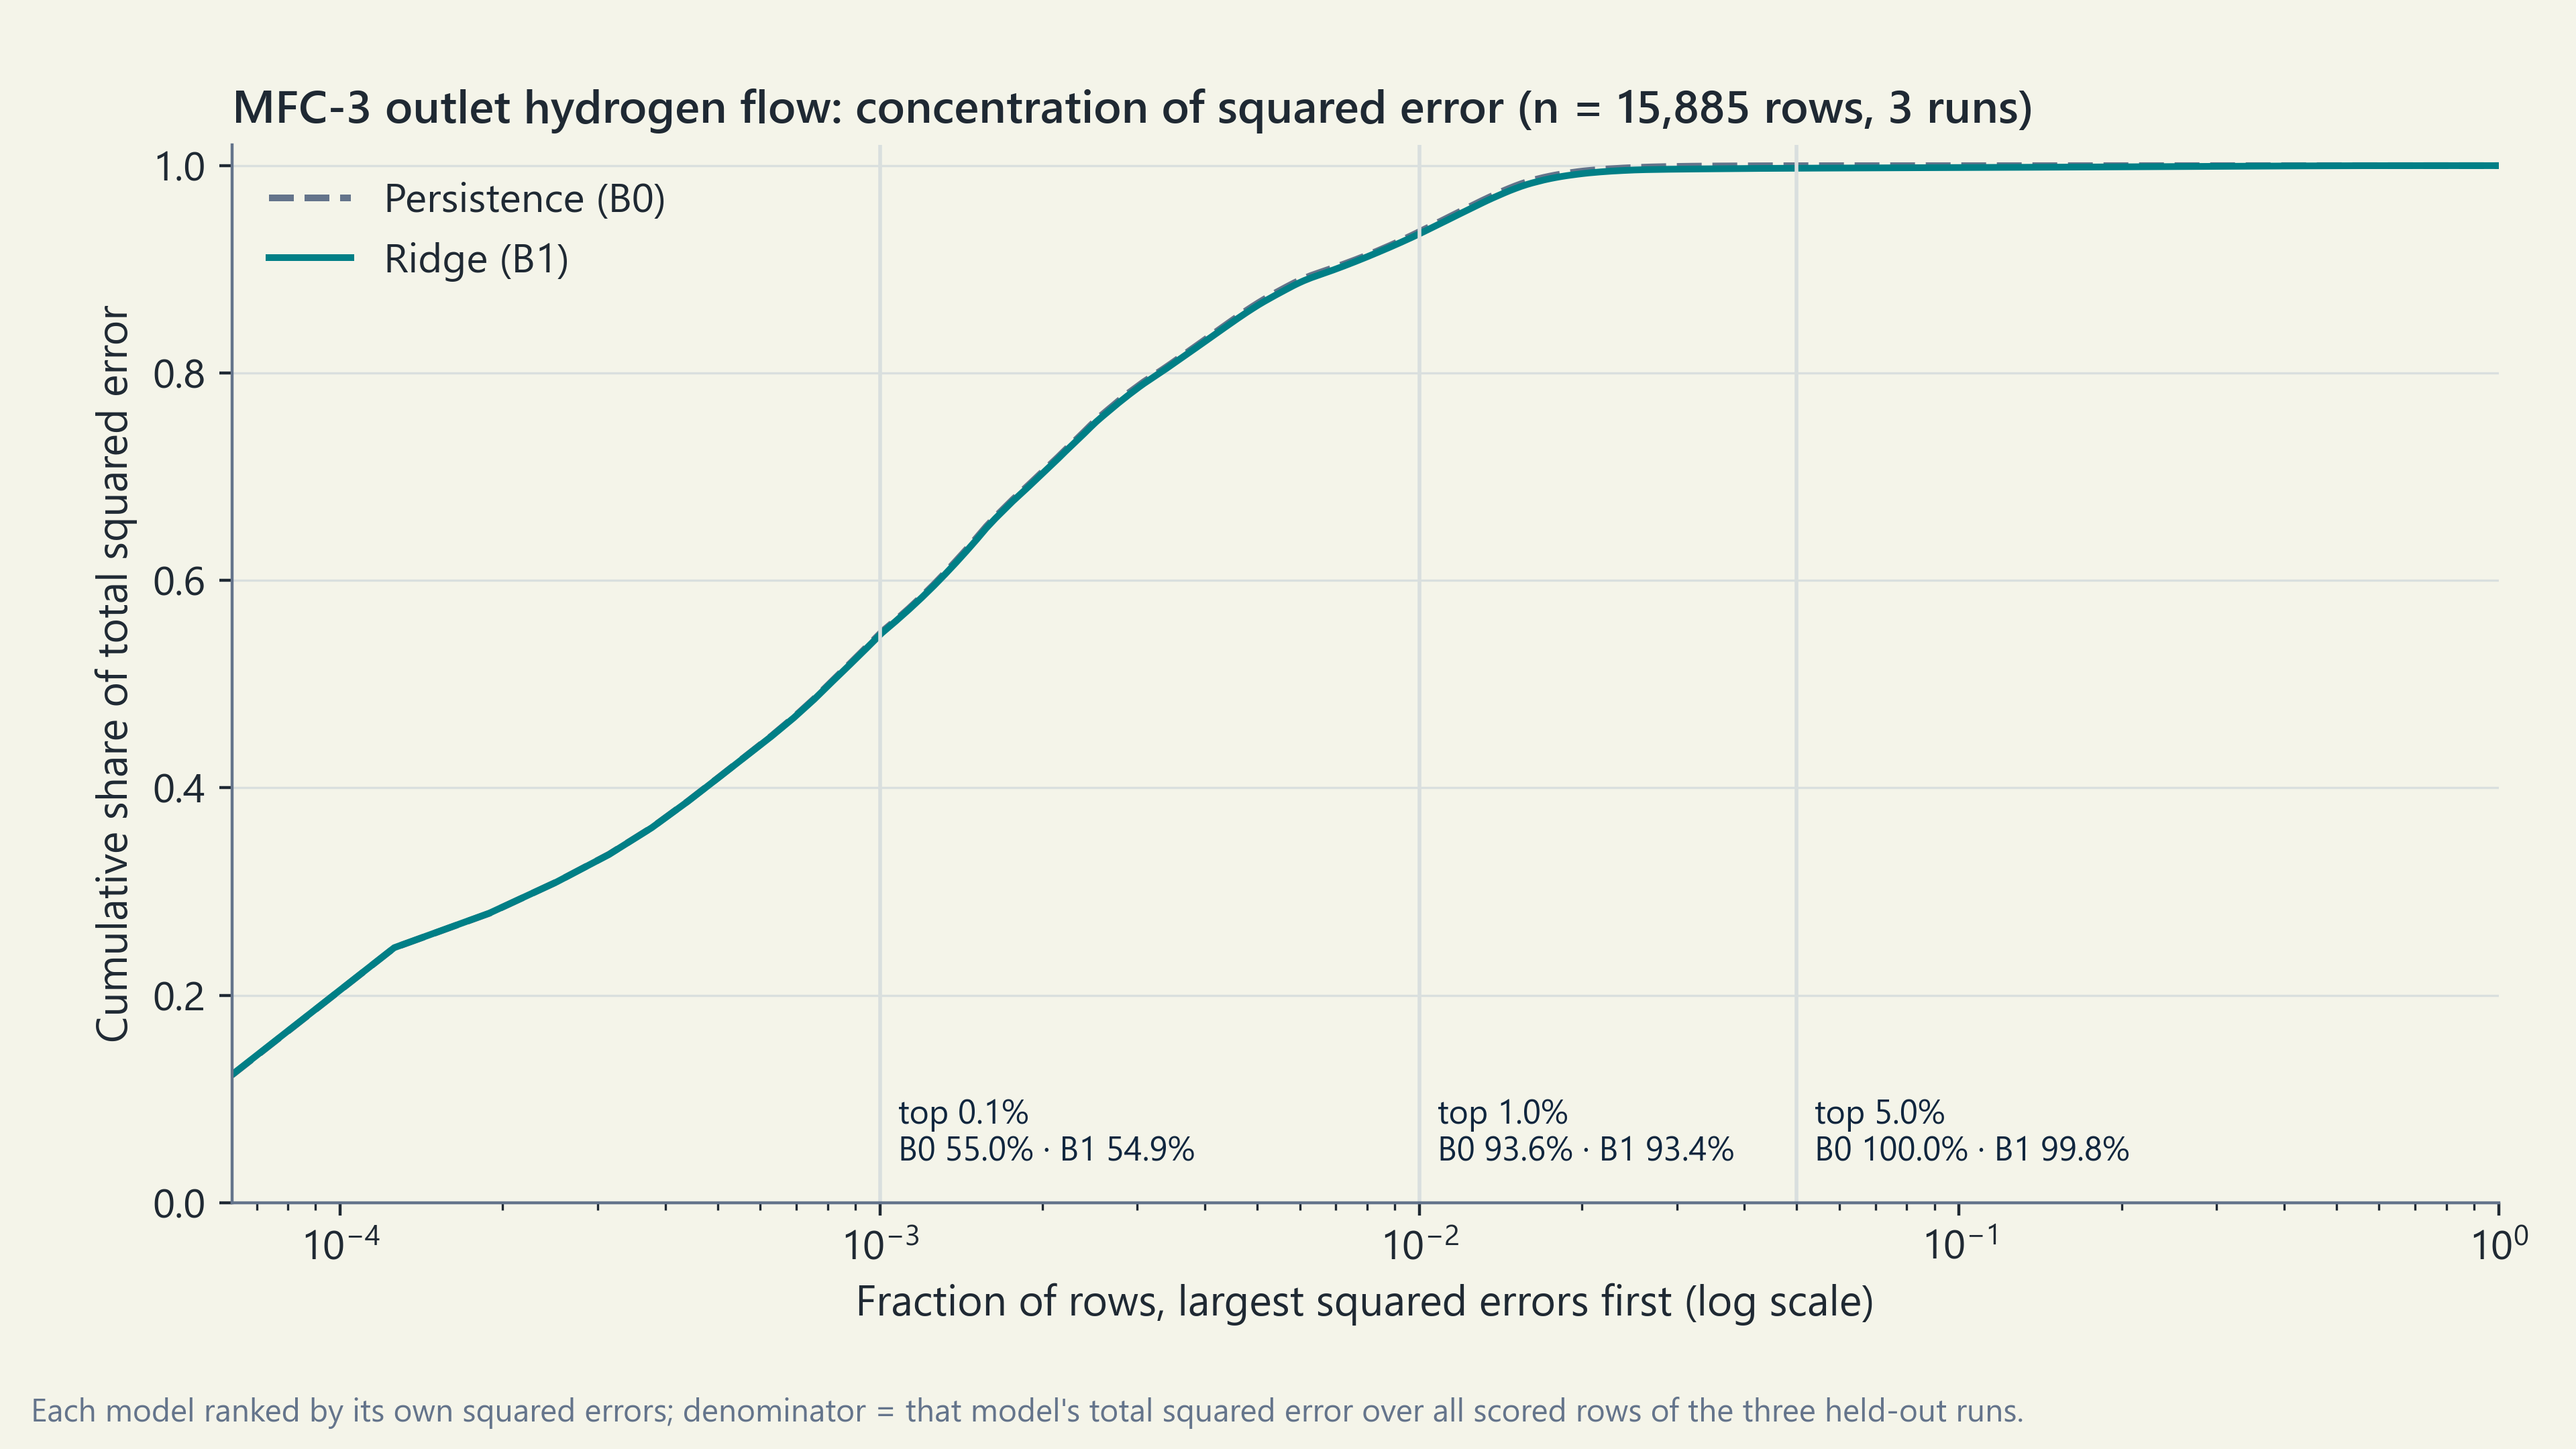 MFC-3 outlet hydrogen flow: concentration of squared error (n = 15,885 rows, 3 runs)
Persistence (B0)
Ridge (B1)
Cumulative share of total squared error
1.0
0.8
0.6
0.4
0.2
0.0
top 0.1%
B0 55.0% · B1 54.9%
top 1.0%
B0 93.6% · B1 93.4%
top 5.0%
B0 100.0% · B1 99.8%
10⁻⁴ 10⁻³ 10⁻² 10⁻¹ 10⁰
Fraction of rows, largest squared errors first (log scale)
Each model ranked by its own squared errors; denominator = that model's total squared error over all scored rows of the three held-out runs.